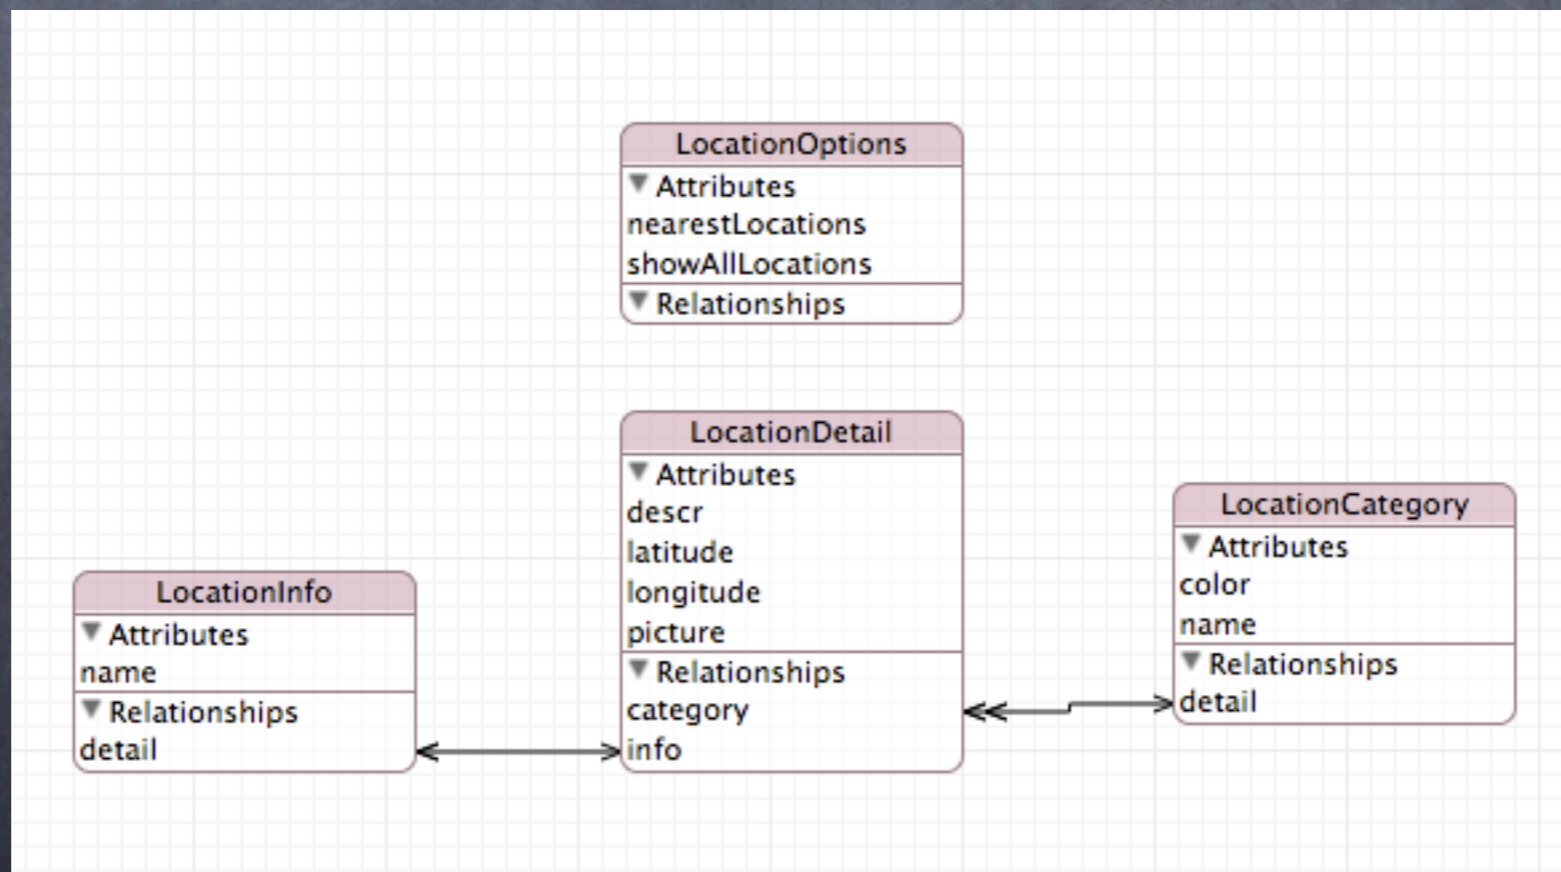 LocationOptions
Attributes
nearestLocations
showAllLocations
Relationships
LocationDetail
Attributes
descr
latitude
longitude
picture
Relationships
category
info
LocationInfo
Attributes
name
Relationships
detail
LocationCategory
Attributes
color
name
Relationships
detail